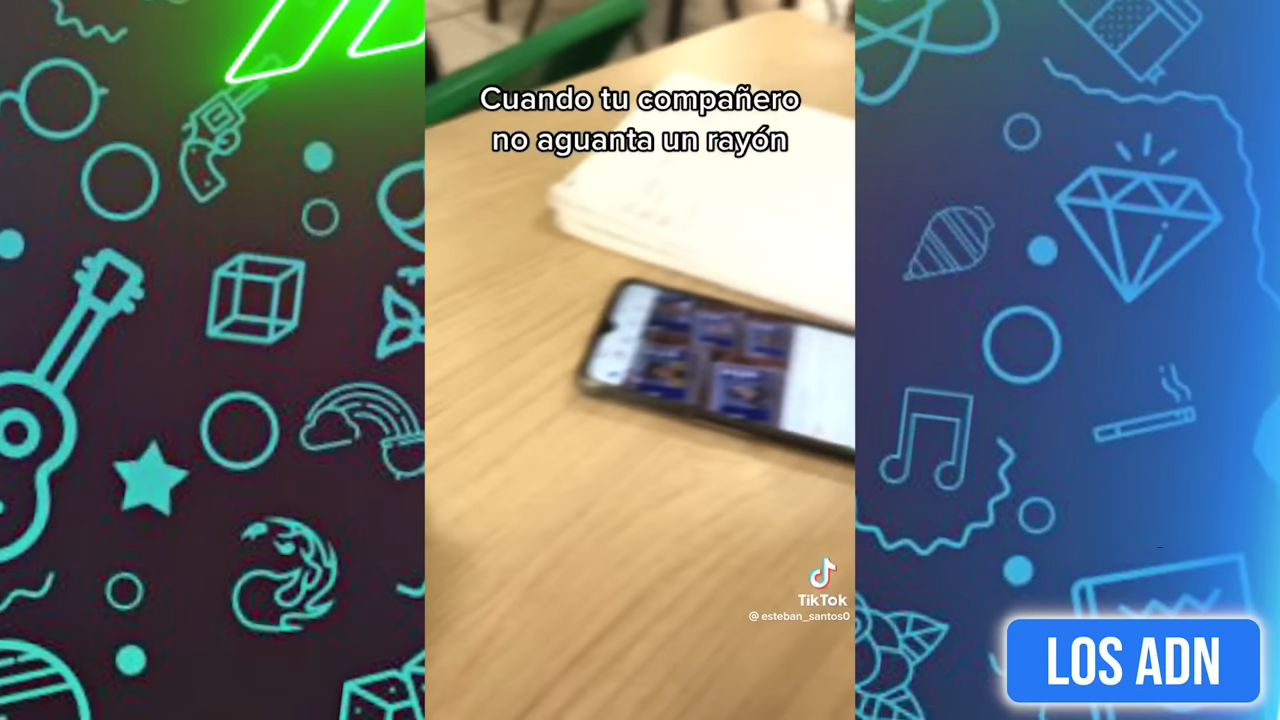 Cuando tu compañero
no aguanta un rayón
TikTok
@esteban_santos0
LOS ADN